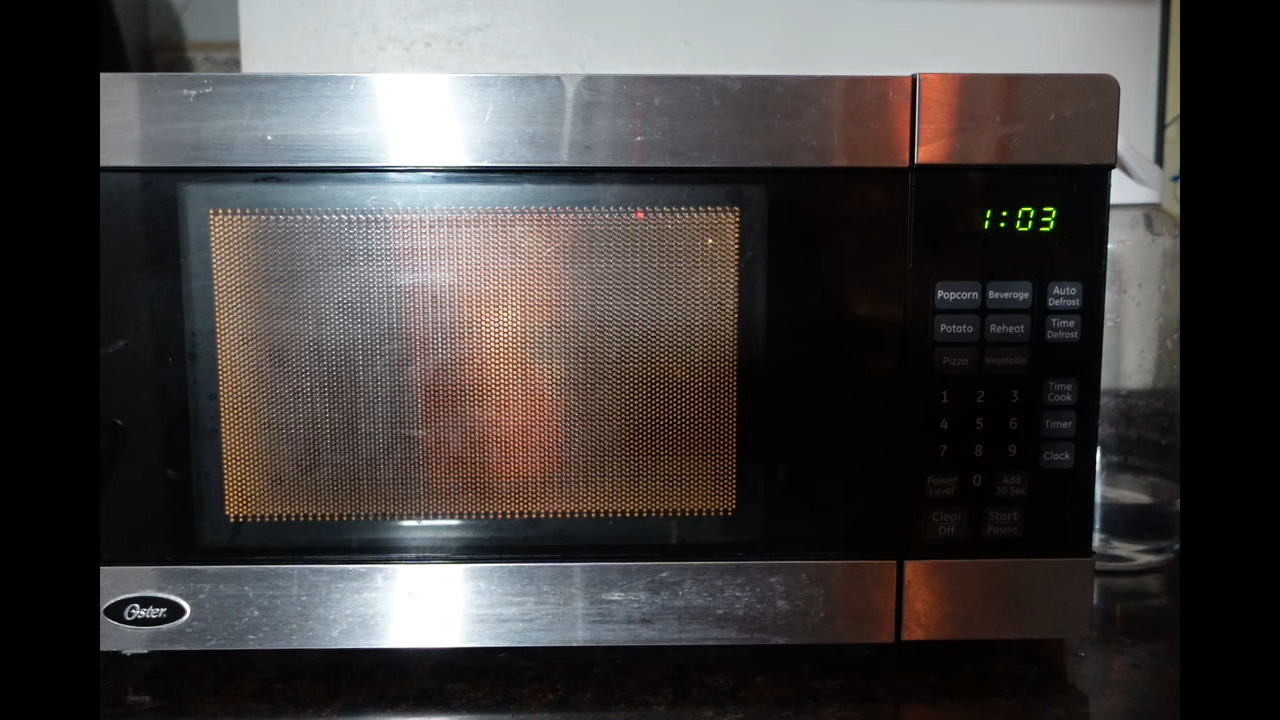 1:03
Popcorn Beverage Auto Defrost
Potato Reheat Time Defrost
Pizza Vegetable
1 2 3 Time Cook
4 5 6 Timer
7 8 9 Clock
Power Level 0 Add 30 Sec
Clear Off Start Pause
Oster